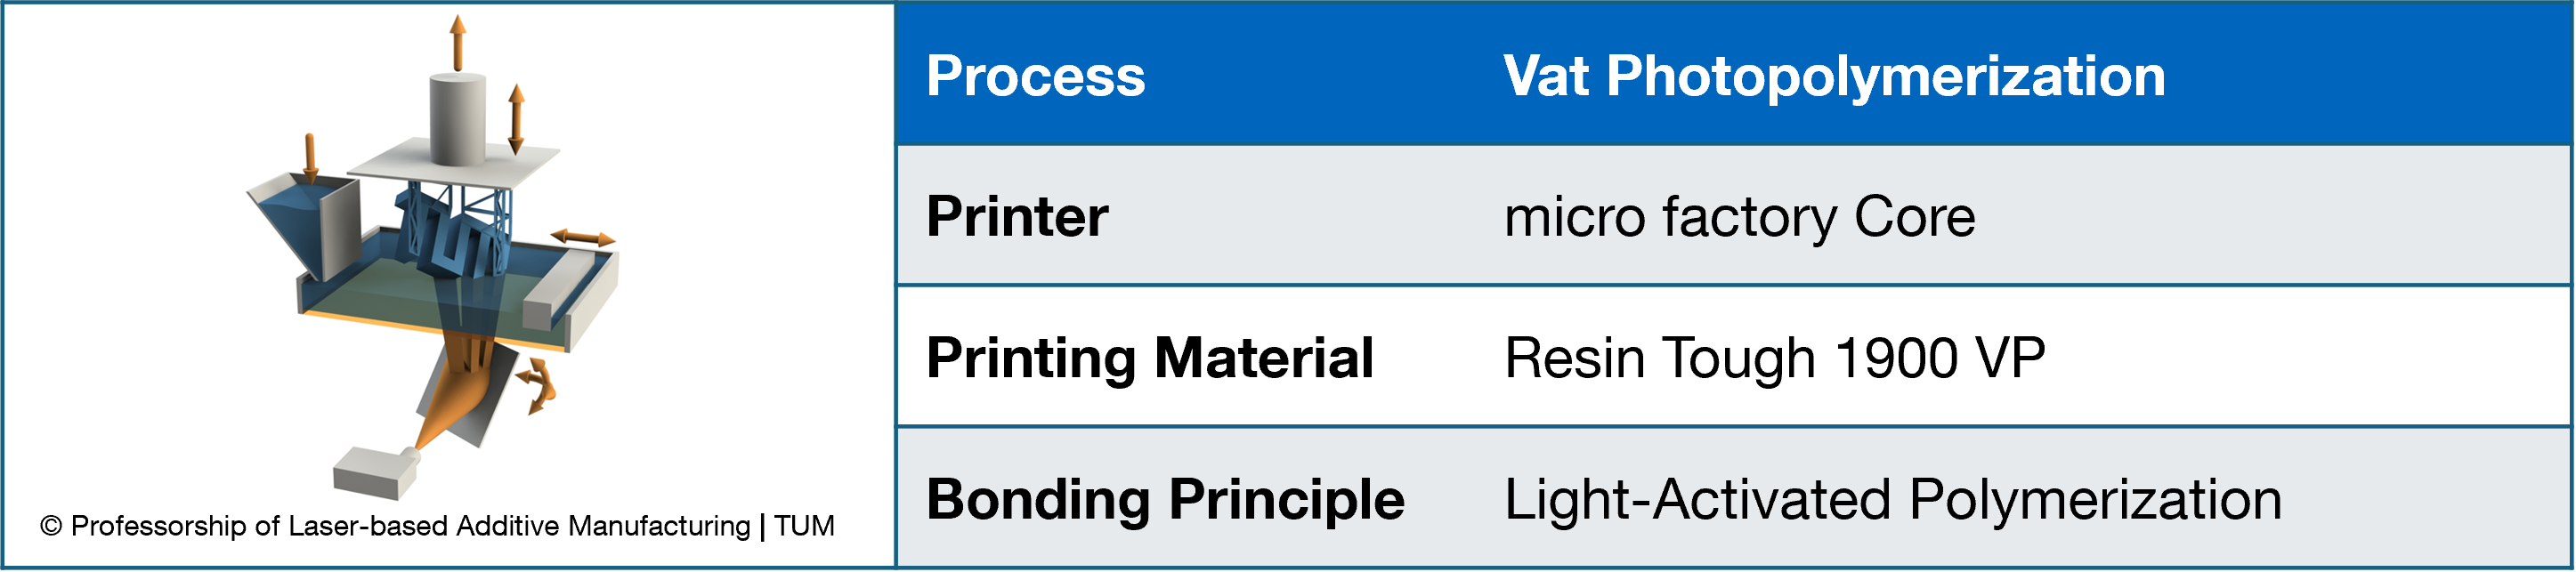 Process Vat Photopolymerization
Printer micro factory Core
Printing Material Resin Tough 1900 VP
Bonding Principle Light-Activated Polymerization
© Professorship of Laser-based Additive Manufacturing | TUM
TUM